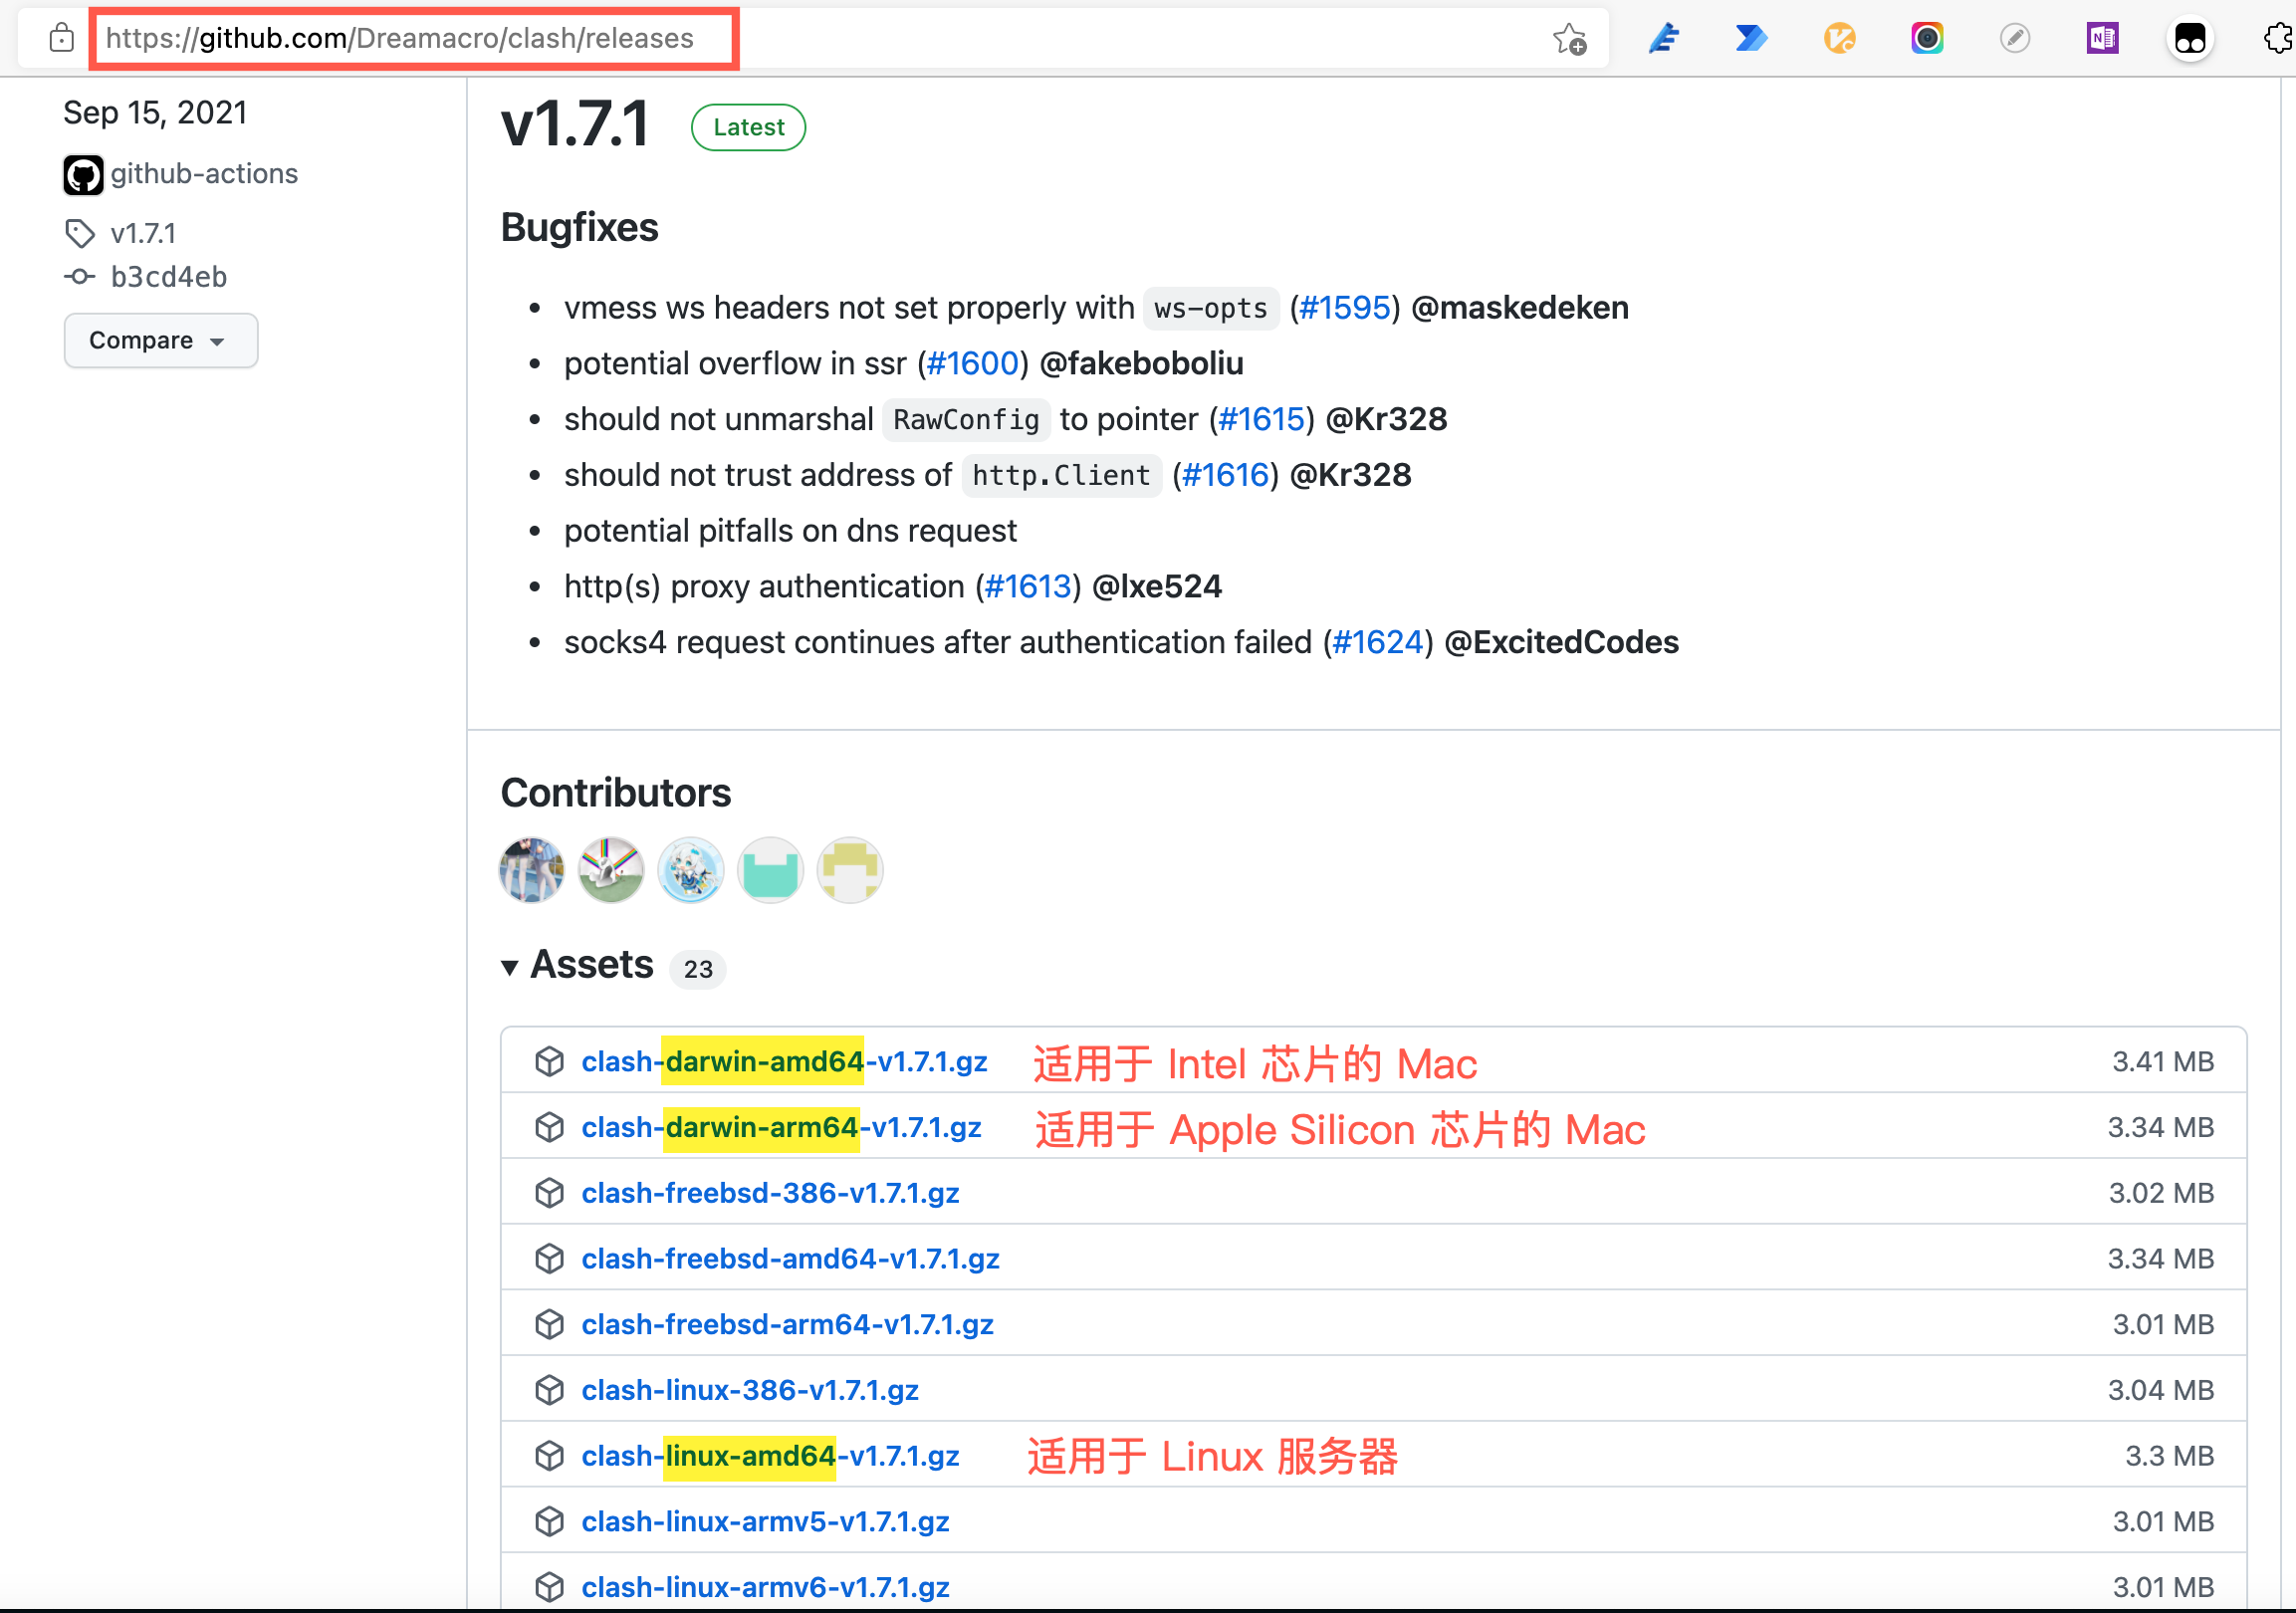 https://github.com/Dreamacro/clash/releases
Sep 15, 2021
github-actions
v1.7.1
b3cd4eb
Compare
v1.7.1 Latest
Bugfixes
• vmess ws headers not set properly with ws-opts (#1595) @maskedeken
• potential overflow in ssr (#1600) @fakeboboliu
• should not unmarshal RawConfig to pointer (#1615) @Kr328
• should not trust address of http.Client (#1616) @Kr328
• potential pitfalls on dns request
• http(s) proxy authentication (#1613) @lxe524
• socks4 request continues after authentication failed (#1624) @ExcitedCodes
Contributors
Assets 23
clash-darwin-amd64-v1.7.1.gz 适用于 Intel 芯片的 Mac 3.41 MB
clash-darwin-arm64-v1.7.1.gz 适用于 Apple Silicon 芯片的 Mac 3.34 MB
clash-freebsd-386-v1.7.1.gz 3.02 MB
clash-freebsd-amd64-v1.7.1.gz 3.34 MB
clash-freebsd-arm64-v1.7.1.gz 3.01 MB
clash-linux-386-v1.7.1.gz 3.04 MB
clash-linux-amd64-v1.7.1.gz 适用于 Linux 服务器 3.3 MB
clash-linux-armv5-v1.7.1.gz 3.01 MB
clash-linux-armv6-v1.7.1.gz 3.01 MB